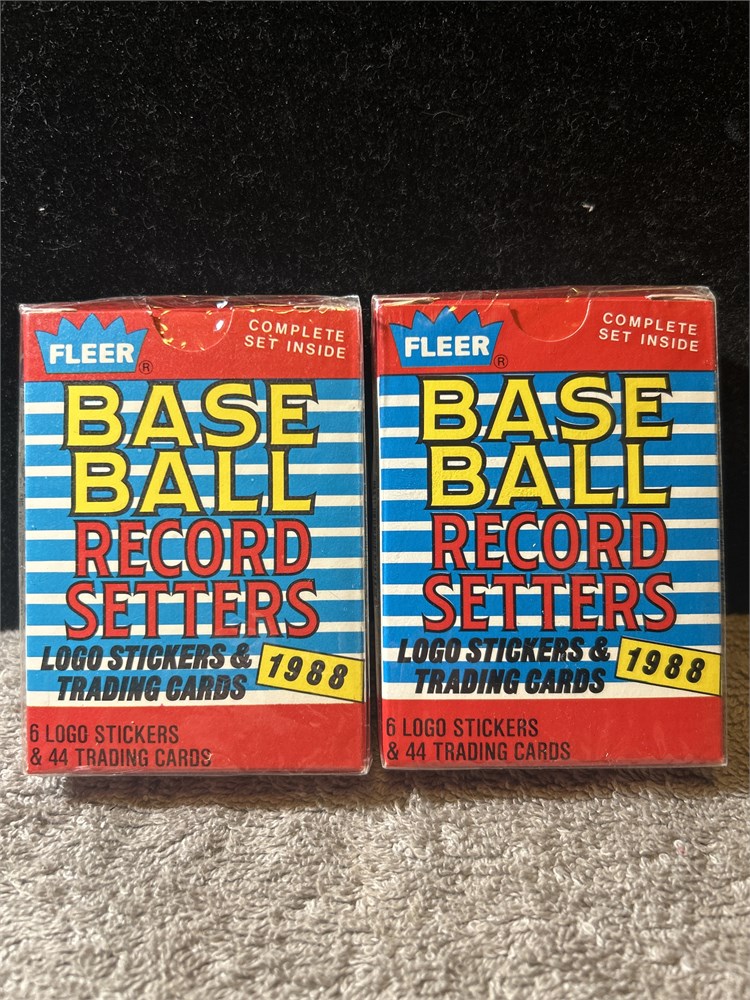 FLEER®
COMPLETE
SET INSIDE
BASE
BALL
RECORD
SETTERS
LOGO STICKERS &
TRADING CARDS
1988
6 LOGO STICKERS
& 44 TRADING CARDS
FLEER®
COMPLETE
SET INSIDE
BASE
BALL
RECORD
SETTERS
LOGO STICKERS &
TRADING CARDS
1988
6 LOGO STICKERS
& 44 TRADING CARDS